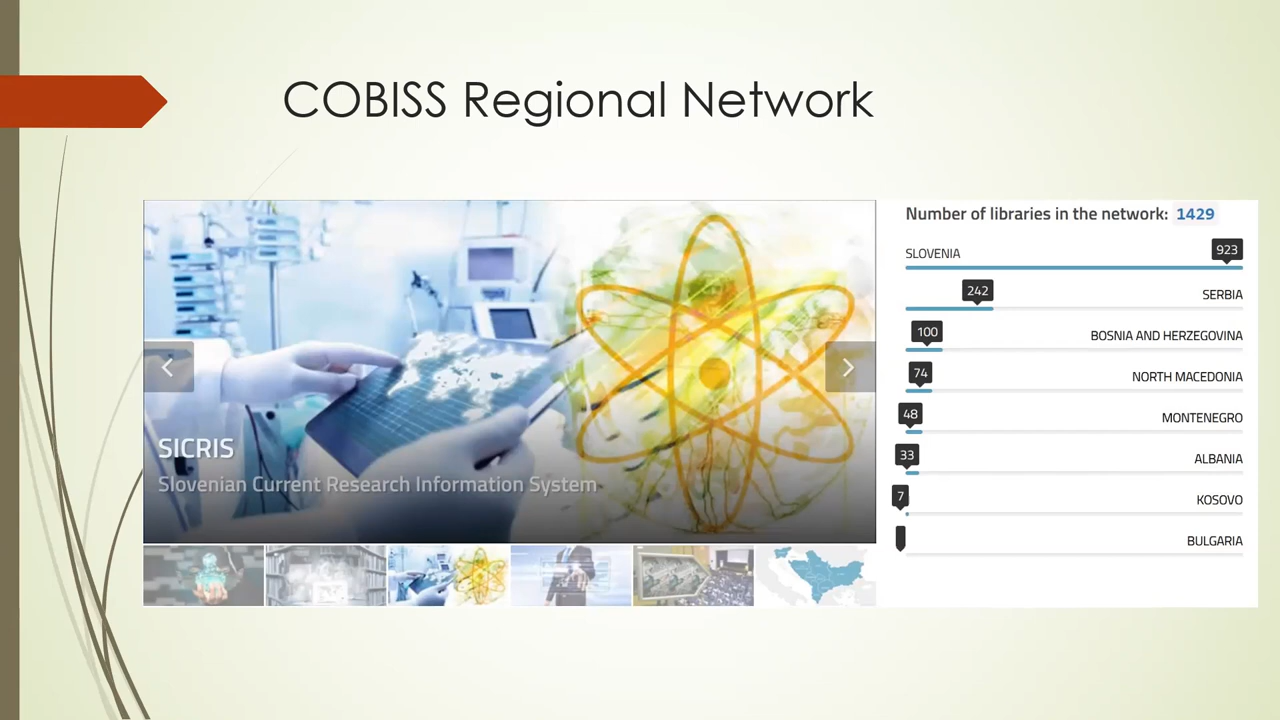 COBISS Regional Network
SICRIS
Slovenian Current Research Information System
Number of libraries in the network: 1429
SLOVENIA 923
242 SERBIA
100 BOSNIA AND HERZEGOVINA
74 NORTH MACEDONIA
48 MONTENEGRO
33 ALBANIA
7 KOSOVO
BULGARIA